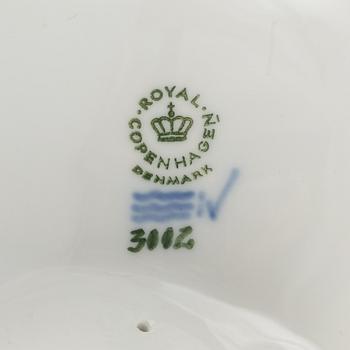 ROYAL
COPENHAGEN
DENMARK
3002